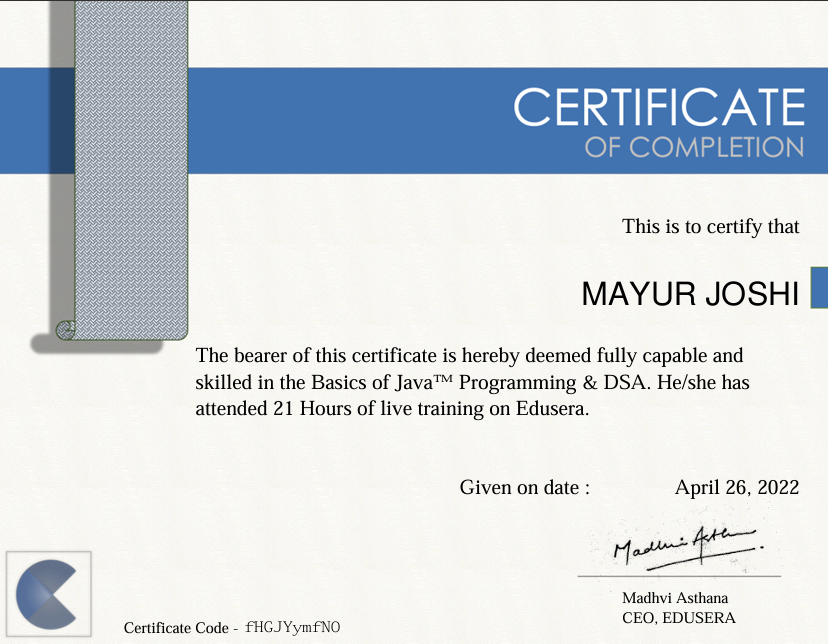 CERTIFICATE
OF COMPLETION
This is to certify that
MAYUR JOSHI
The bearer of this certificate is hereby deemed fully capable and
skilled in the Basics of Java™ Programming & DSA. He/she has
attended 21 Hours of live training on Edusera.
Given on date : April 26, 2022
Madhvi Asthana
Madhvi Asthana
CEO, EDUSERA
Certificate Code - fHGJYymfNO